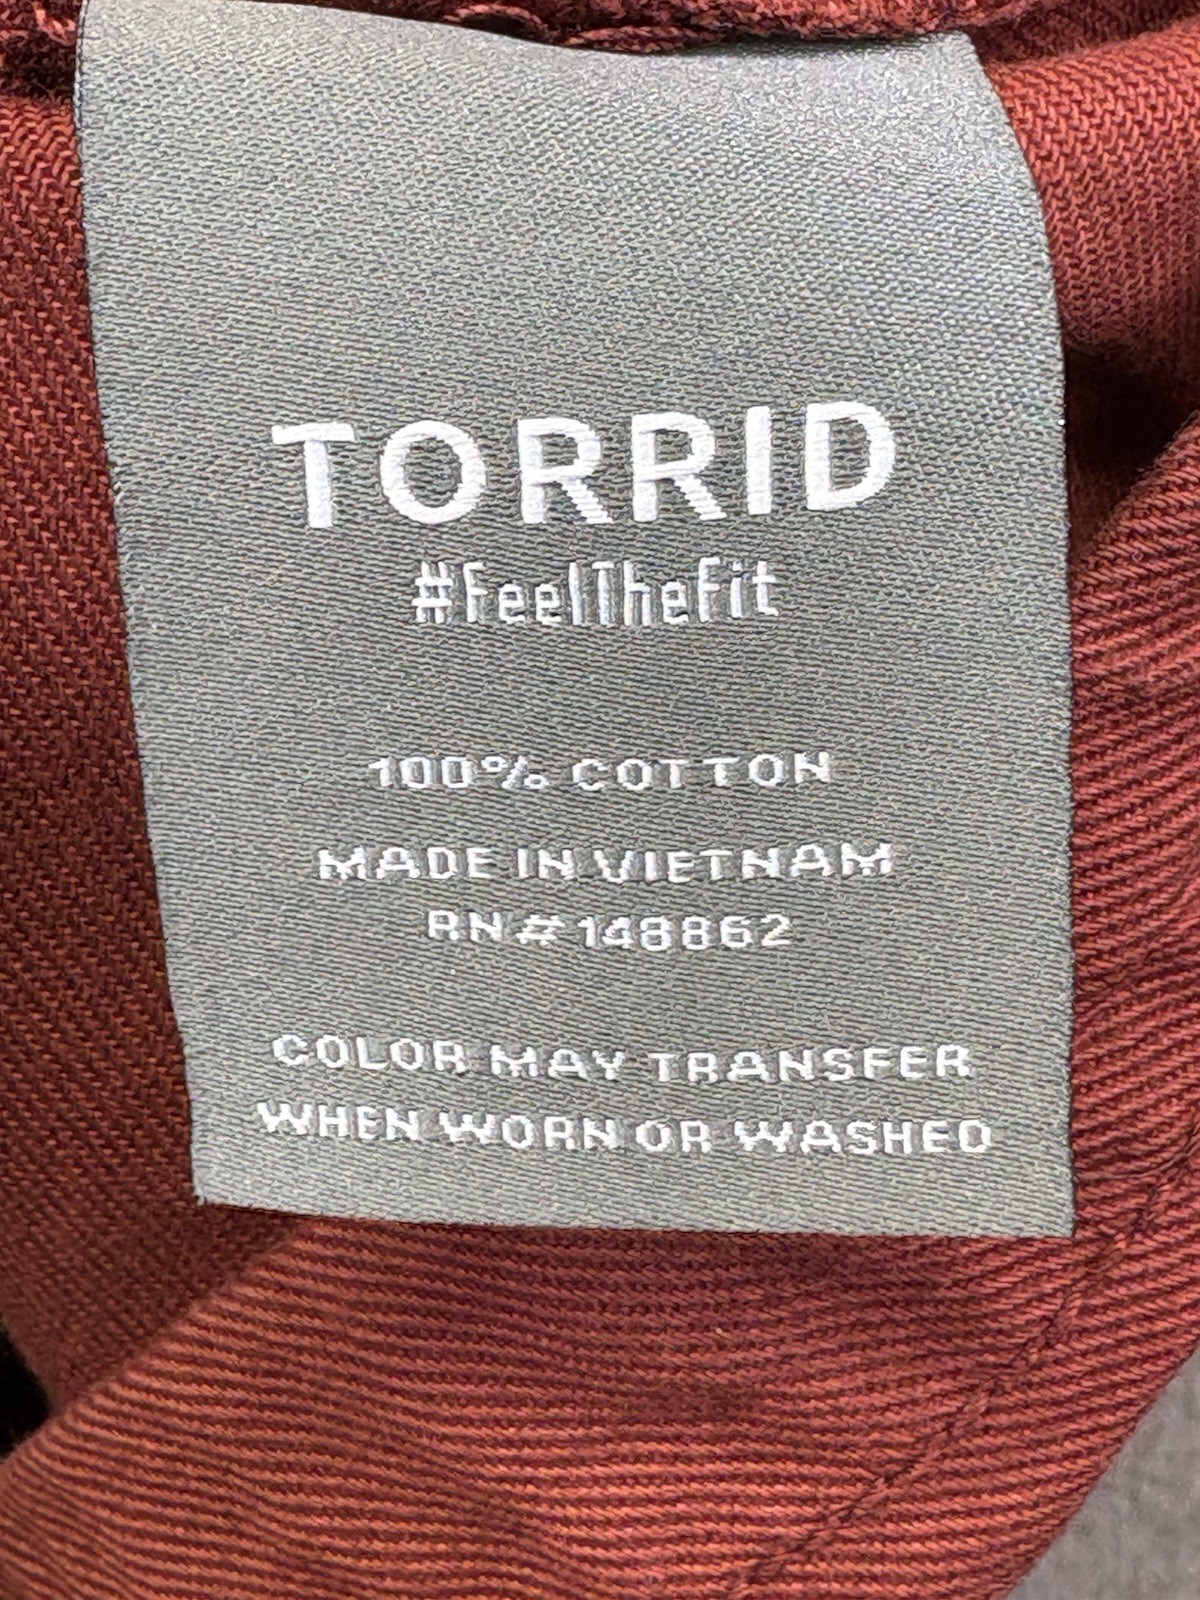 TORRID
#FeelTheFit
100% COTTON
MADE IN VIETNAM
RN#148862
COLOR MAY TRANSFER
WHEN WORN OR WASHED